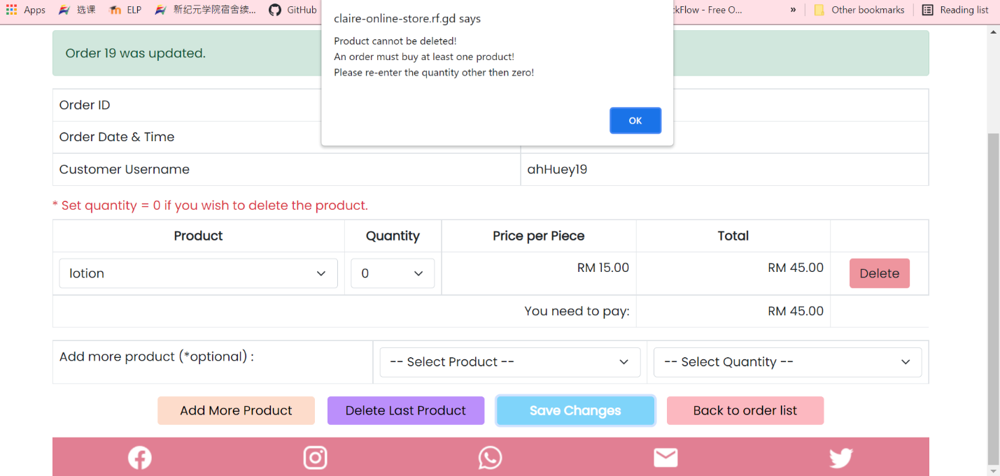 Apps 选课 ELP 新纪元学院宿舍续... GitHub ckFlow - Free O... » Other bookmarks Reading list
claire-online-store.rf.gd says
Product cannot be deleted!
An order must buy at least one product!
Please re-enter the quantity other then zero!
OK
Order 19 was updated.
Order ID
Order Date & Time
Customer Username ahHuey19
* Set quantity = 0 if you wish to delete the product.
Product Quantity Price per Piece Total
lotion 0 RM 15.00 RM 45.00 Delete
You need to pay: RM 45.00
Add more product (*optional) : -- Select Product -- -- Select Quantity --
Add More Product Delete Last Product Save Changes Back to order list